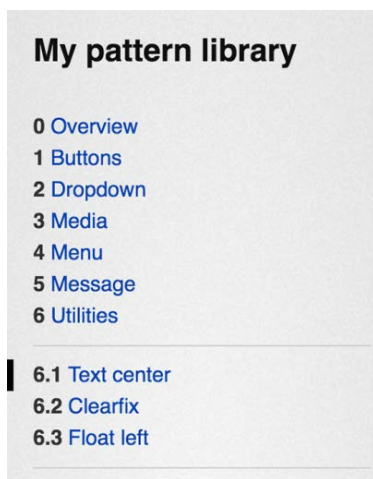 My pattern library
0 Overview
1 Buttons
2 Dropdown
3 Media
4 Menu
5 Message
6 Utilities
6.1 Text center
6.2 Clearfix
6.3 Float left